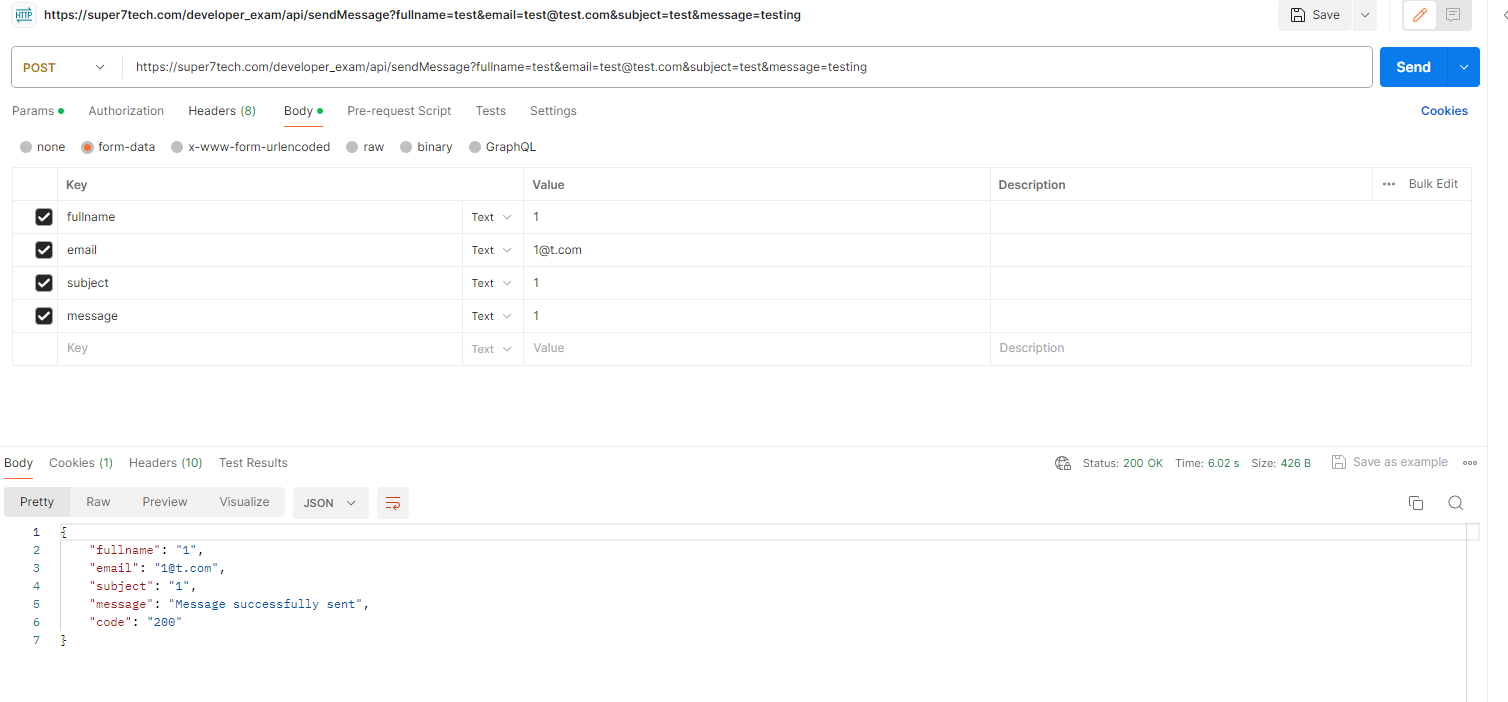 HTTP https://super7tech.com/developer_exam/api/sendMessage?fullname=test&email=test@test.com&subject=test&message=testing Save
POST https://super7tech.com/developer_exam/api/sendMessage?fullname=test&email=test@test.com&subject=test&message=testing Send
Params Authorization Headers (8) Body Pre-request Script Tests Settings Cookies
none form-data x-www-form-urlencoded raw binary GraphQL
Key Value Description ••• Bulk Edit
fullname Text 1
email Text 1@t.com
subject Text 1
message Text 1
Key Text Value Description
Body Cookies (1) Headers (10) Test Results Status: 200 OK Time: 6.02 s Size: 426 B Save as example
Pretty Raw Preview Visualize JSON
1 {
2 "fullname": "1",
3 "email": "1@t.com",
4 "subject": "1",
5 "message": "Message successfully sent",
6 "code": "200"
7 }